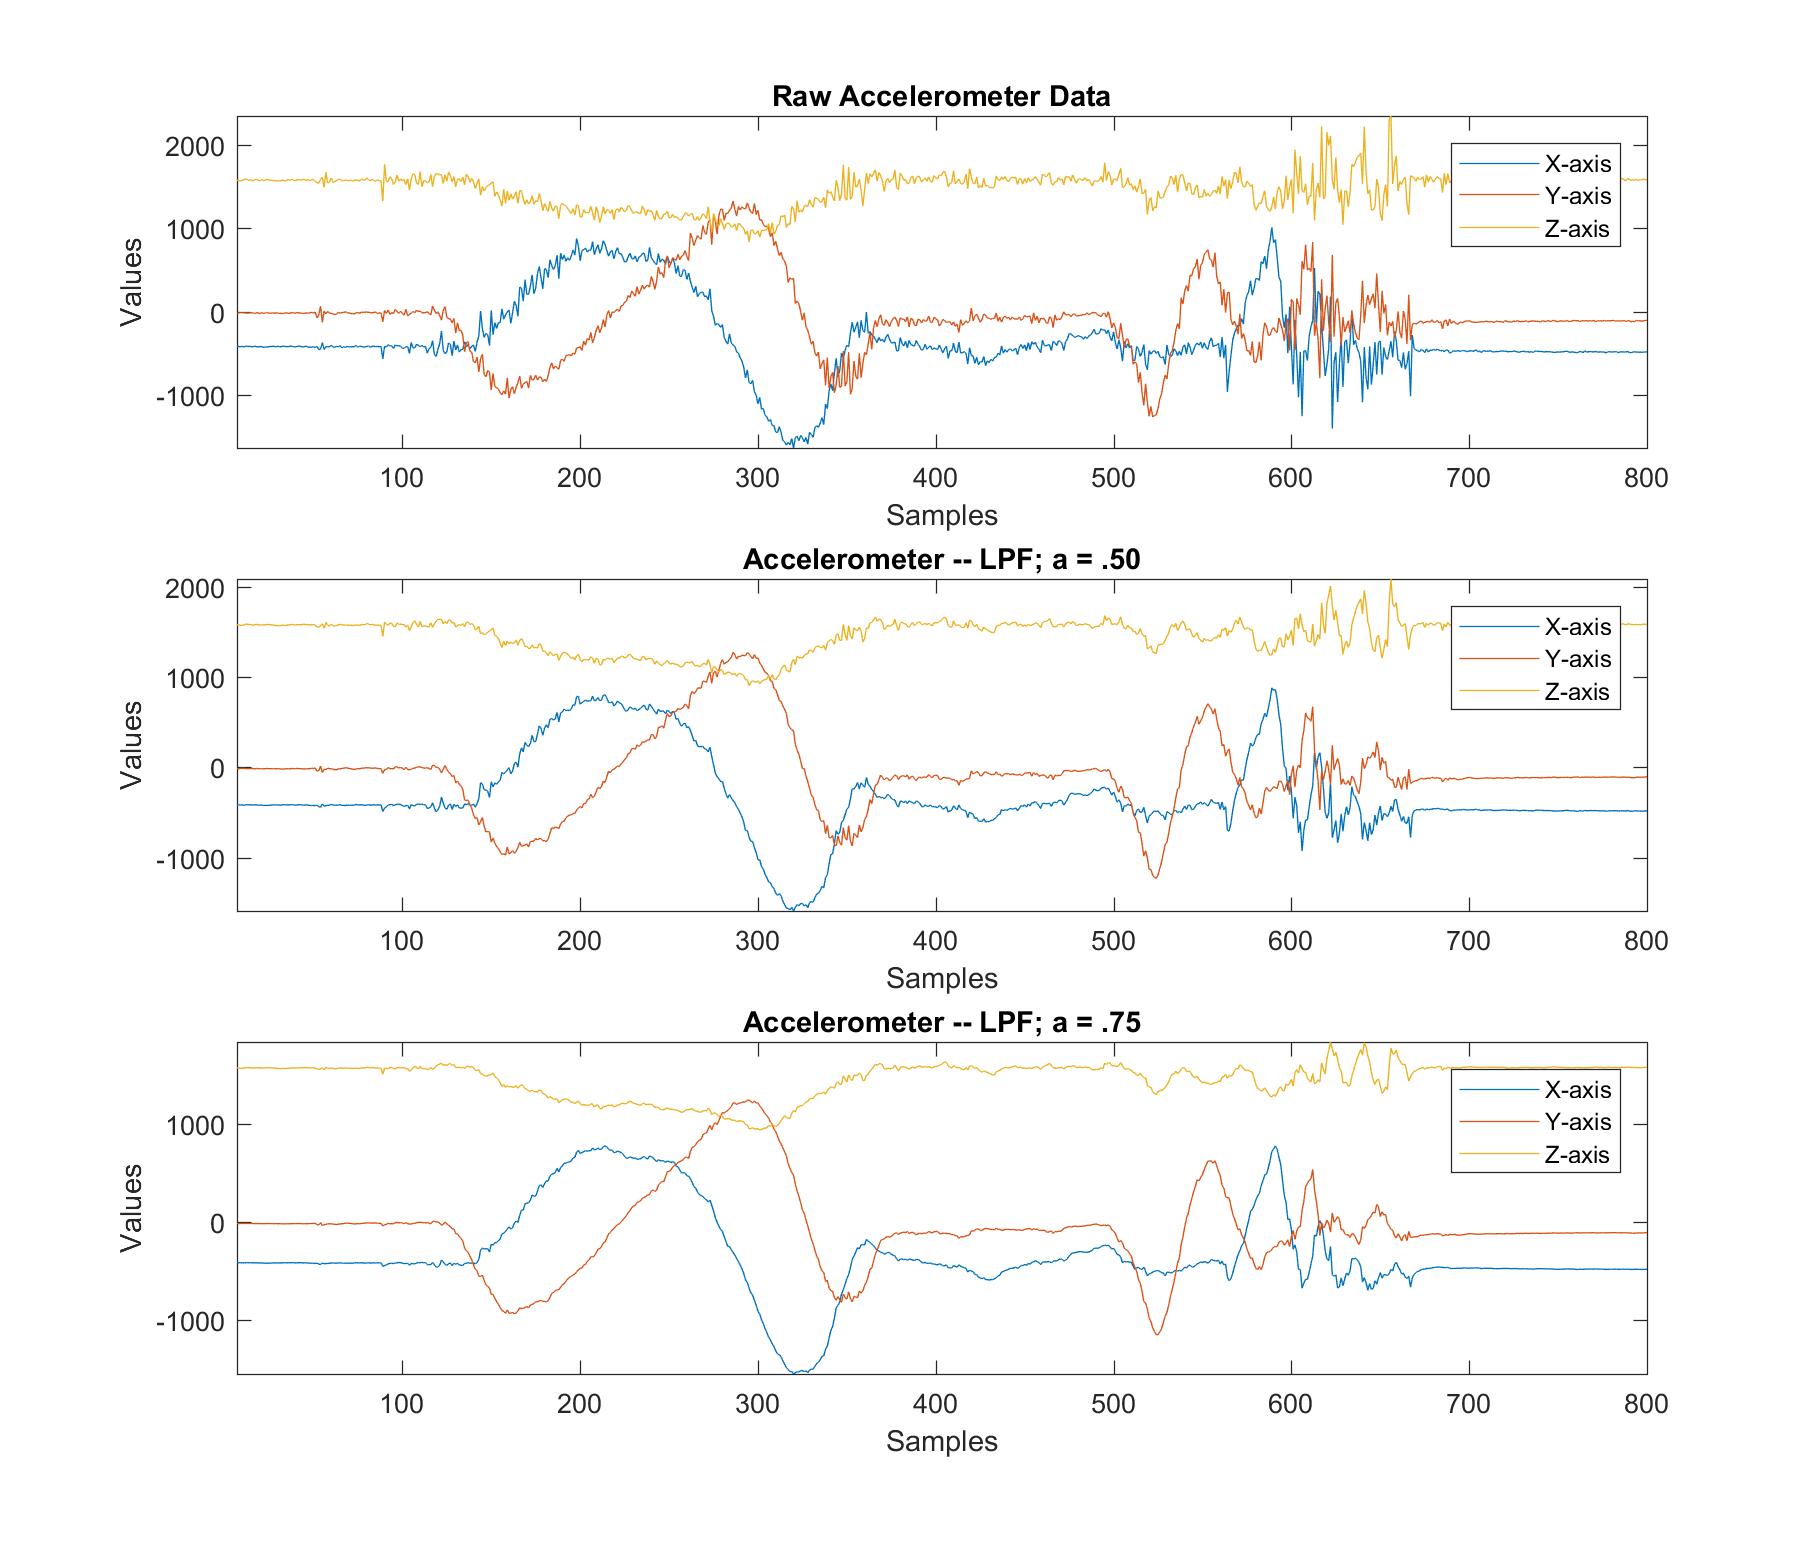 Raw Accelerometer Data
2000
1000
0
-1000
Values
X-axis
Y-axis
Z-axis
100 200 300 400 500 600 700 800
Samples
Accelerometer -- LPF; a = .50
2000
1000
0
-1000
Values
X-axis
Y-axis
Z-axis
100 200 300 400 500 600 700 800
Samples
Accelerometer -- LPF; a = .75
1000
0
-1000
Values
X-axis
Y-axis
Z-axis
100 200 300 400 500 600 700 800
Samples